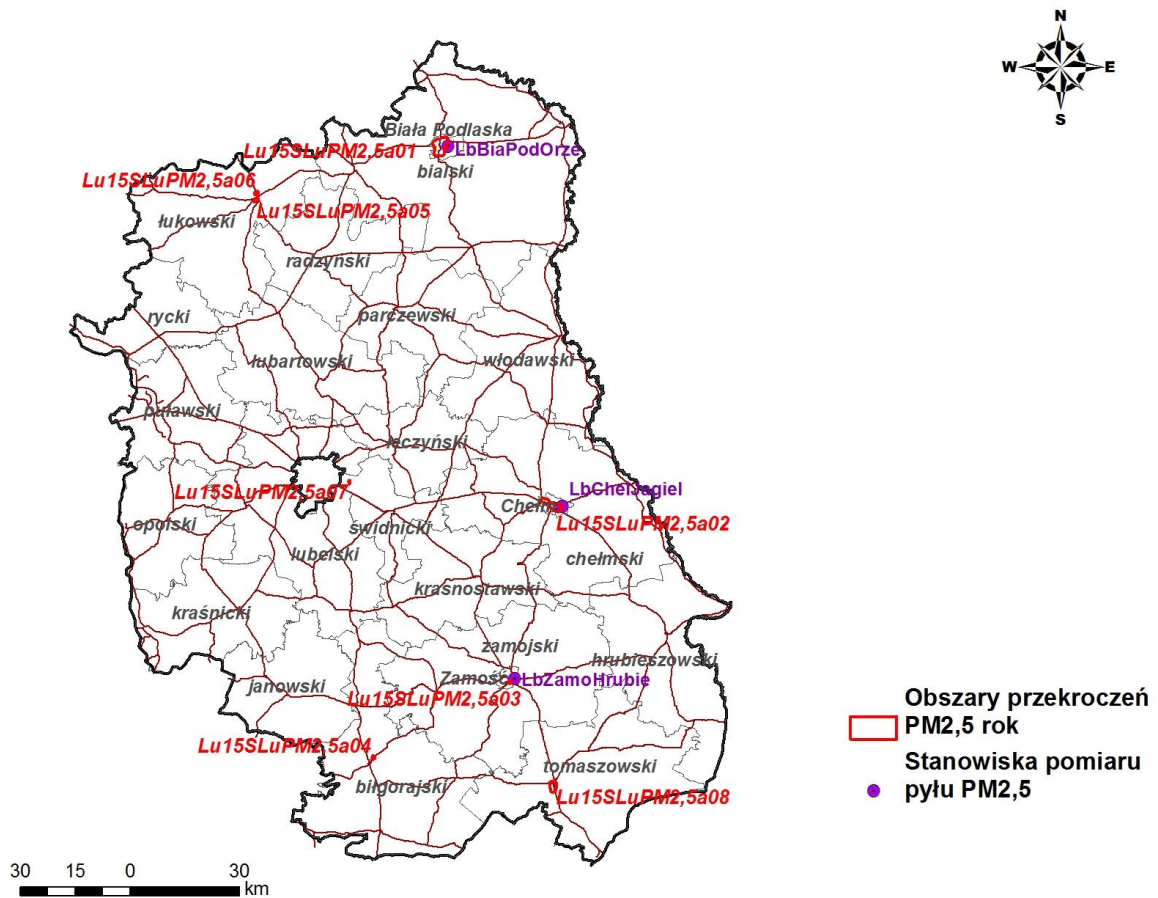 N
W
E
S
Biała Podlaska
Lu15SLuPM2,5a01
LbBiaPodOrze
bialski
Lu15SLuPM2,5a06
Lu15SLuPM2,5a05
łukowski
radzyński
rycki
parczewski
łubartowski
włodawski
puławski
łęczyński
LbChelJagiel
Lu15SLuPM2,5a07
Chełm
Lu15SLuPM2,5a02
opolski
świdnicki
lubelski
chełmski
krasnostawski
kraśnicki
zamojski
hrubieszowski
Zamość
LbZamoHrubie
janowski
Lu15SLuPM2,5a03
Lu15SLuPM2,5a04
tomaszowski
biłgorajski
Lu15SLuPM2,5a08
Obszary przekroczeń
PM2,5 rok
Stanowiska pomiaru
pyłu PM2,5
30 15 0 30
km